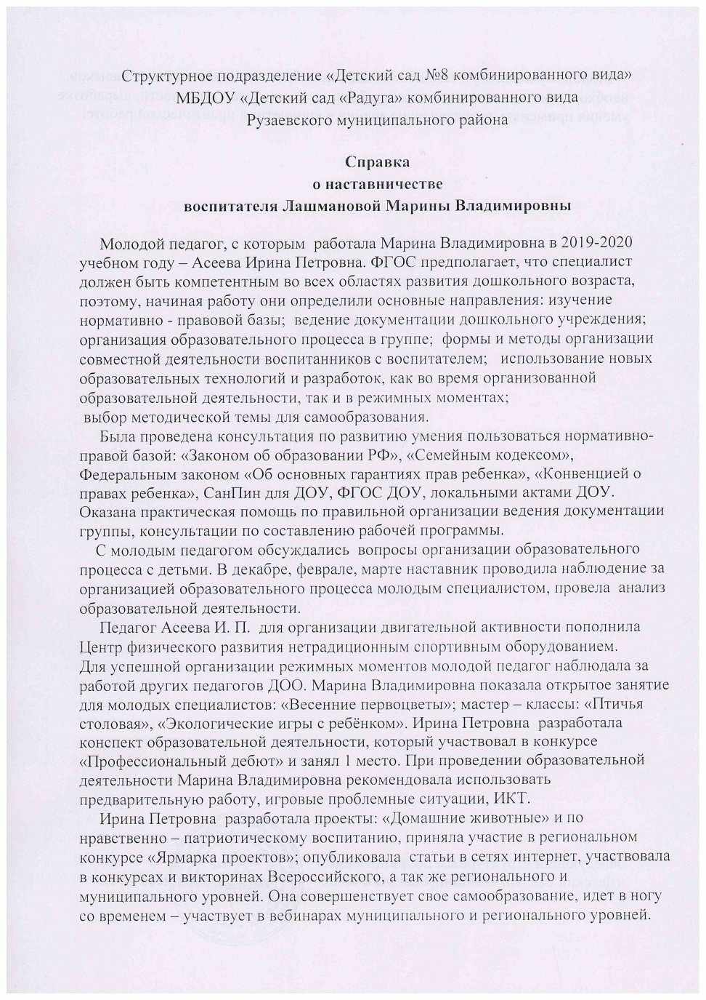 Структурное подразделение «Детский сад №8 комбинированного вида»
МБДОУ «Детский сад «Радуга» комбинированного вида
Рузаевского муниципального района
Справка
о наставничестве
воспитателя Лашмановой Марины Владимировны
Молодой педагог, с которым работала Марина Владимировна в 2019-2020
учебном году – Асеева Ирина Петровна. ФГОС предполагает, что специалист
должен быть компетентным во всех областях развития дошкольного возраста,
поэтому, начиная работу они определили основные направления: изучение
нормативно - правовой базы; ведение документации дошкольного учреждения;
организация образовательного процесса в группе; формы и методы организации
совместной деятельности воспитанников с воспитателем; использование новых
образовательных технологий и разработок, как во время организованной
образовательной деятельности, так и в режимных моментах;
выбор методической темы для самообразования.
Была проведена консультация по развитию умения пользоваться нормативно-
правой базой: «Законом об образовании РФ», «Семейным кодексом»,
Федеральным законом «Об основных гарантиях прав ребенка», «Конвенцией о
правах ребенка», СанПин для ДОУ, ФГОС ДОУ, локальными актами ДОУ.
Оказана практическая помощь по правильной организации ведения документации
группы, консультации по составлению рабочей программы.
С молодым педагогом обсуждались вопросы организации образовательного
процесса с детьми. В декабре, феврале, марте наставник проводила наблюдение за
организацией образовательного процесса молодым специалистом, провела анализ
образовательной деятельности.
Педагог Асеева И. П. для организации двигательной активности пополнила
Центр физического развития нетрадиционным спортивным оборудованием.
Для успешной организации режимных моментов молодой педагог наблюдала за
работой других педагогов ДОО. Марина Владимировна показала открытое занятие
для молодых специалистов: «Весенние первоцветы»; мастер – классы: «Птичья
столовая», «Экологические игры с ребёнком». Ирина Петровна разработала
конспект образовательной деятельности, который участвовал в конкурсе
«Профессиональный дебют» и занял 1 место. При проведении образовательной
деятельности Марина Владимировна рекомендовала использовать
предварительную работу, игровые проблемные ситуации, ИКТ.
Ирина Петровна разработала проекты: «Домашние животные» и по
нравственно – патриотическому воспитанию, приняла участие в региональном
конкурсе «Ярмарка проектов»; опубликовала статьи в сетях интернет, участвовала
в конкурсах и викторинах Всероссийского, а так же регионального и
муниципального уровней. Она совершенствует свое самообразование, идет в ногу
со временем – участвует в вебинарах муниципального и регионального уровней.